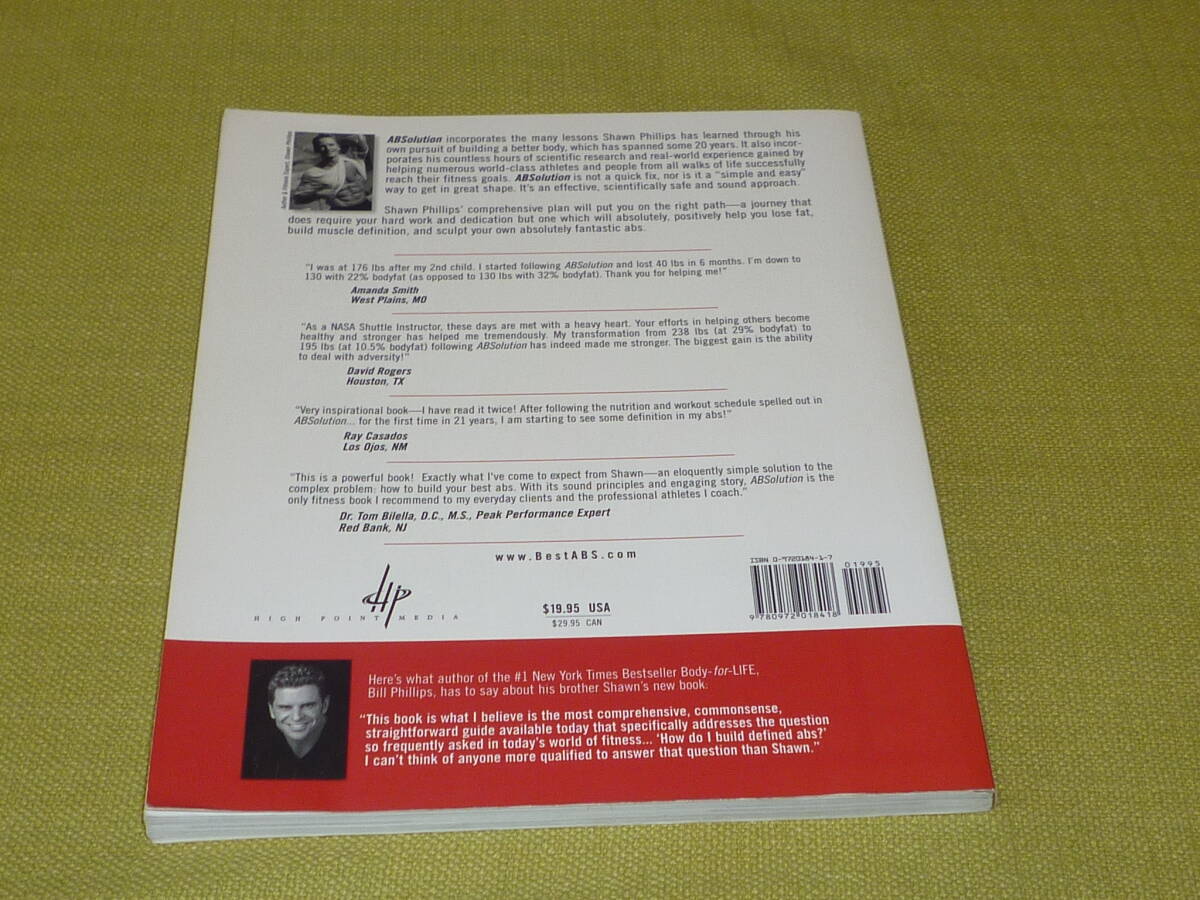 Author & Fitness Expert, Shawn Phillips
ABSolution incorporates the many lessons Shawn Phillips has learned through his
own pursuit of building a better body, which has spanned some 20 years. It also incor-
porates his countless hours of scientific research and real-world experience gained by
helping numerous world-class athletes and people from all walks of life successfully
reach their fitness goals. ABSolution is not a quick fix, nor is it a "simple and easy"
way to get in great shape. It's an effective, scientifically safe and sound approach.
Shawn Phillips' comprehensive plan will put you on the right path—a journey that
does require your hard work and dedication but one which will absolutely, positively help you lose fat,
build muscle definition, and sculpt your own absolutely fantastic abs.
"I was at 176 lbs after my 2nd child. I started following ABSolution and lost 40 lbs in 6 months. I'm down to
130 with 22% bodyfat (as opposed to 130 lbs with 32% bodyfat). Thank you for helping me!"
Amanda Smith
West Plains, MO
"As a NASA Shuttle Instructor, these days are met with a heavy heart. Your efforts in helping others become
healthy and stronger has helped me tremendously. My transformation from 238 lbs (at 29% bodyfat) to
195 lbs (at 10.5% bodyfat) following ABSolution has indeed made me stronger. The biggest gain is the ability
to deal with adversity!"
David Rogers
Houston, TX
"Very inspirational book—I have read it twice! After following the nutrition and workout schedule spelled out in
ABSolution... for the first time in 21 years, I am starting to see some definition in my abs!"
Ray Casados
Los Ojos, NM
"This is a powerful book! Exactly what I've come to expect from Shawn—an eloquently simple solution to the
complex problem: how to build your best abs. With its sound principles and engaging story, ABSolution is the
only fitness book I recommend to my everyday clients and the professional athletes I coach."
Dr. Tom Bilella, D.C., M.S., Peak Performance Expert
Red Bank, NJ
www.BestABS.com
HP
HIGH POINT MEDIA
$19.95 USA
$29.95 CAN
ISBN 0-9720184-1-7
01995
9 780972 018418
Here's what author of the #1 New York Times Bestseller Body-for-LIFE,
Bill Phillips, has to say about his brother Shawn's new book:
"This book is what I believe is the most comprehensive, commonsense,
straightforward guide available today that specifically addresses the question
so frequently asked in today's world of fitness... 'How do I build defined abs?'
I can't think of anyone more qualified to answer that question than Shawn."